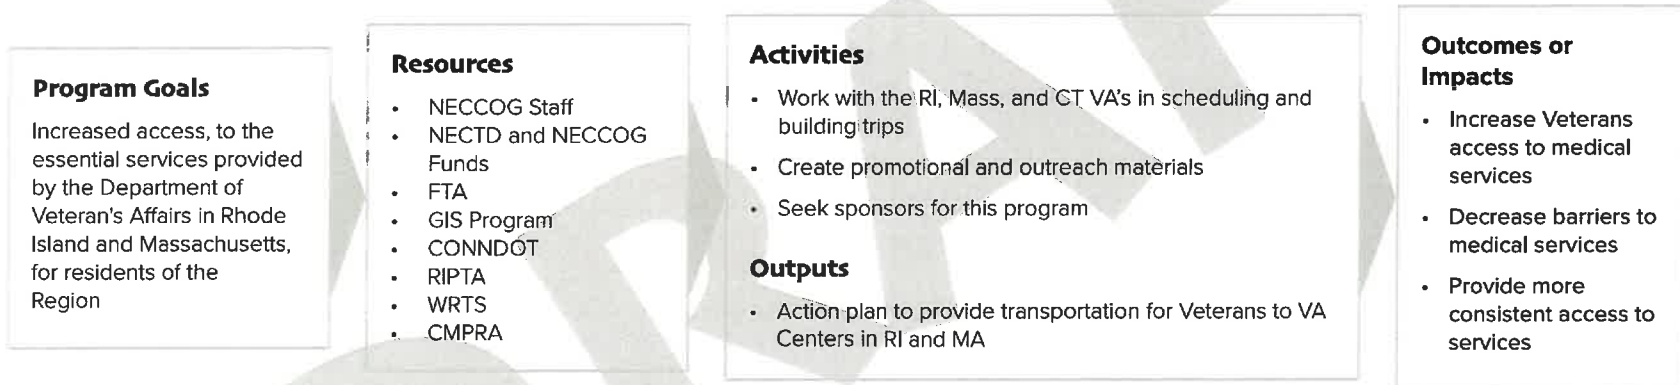 Program Goals
Increased access, to the
essential services provided
by the Department of
Veteran's Affairs in Rhode
Island and Massachusetts,
for residents of the
Region
Resources
• NECCOG Staff
• NECTD and NECCOG
Funds
• FTA
• GIS Program
• CONNDOT
• RIPTA
• WRTS
• CMPRA
Activities
• Work with the RI, Mass, and CT VA's in scheduling and
building trips
• Create promotional and outreach materials
• Seek sponsors for this program
Outputs
• Action plan to provide transportation for Veterans to VA
Centers in RI and MA
Outcomes or
Impacts
• Increase Veterans
access to medical
services
• Decrease barriers to
medical services
• Provide more
consistent access to
services